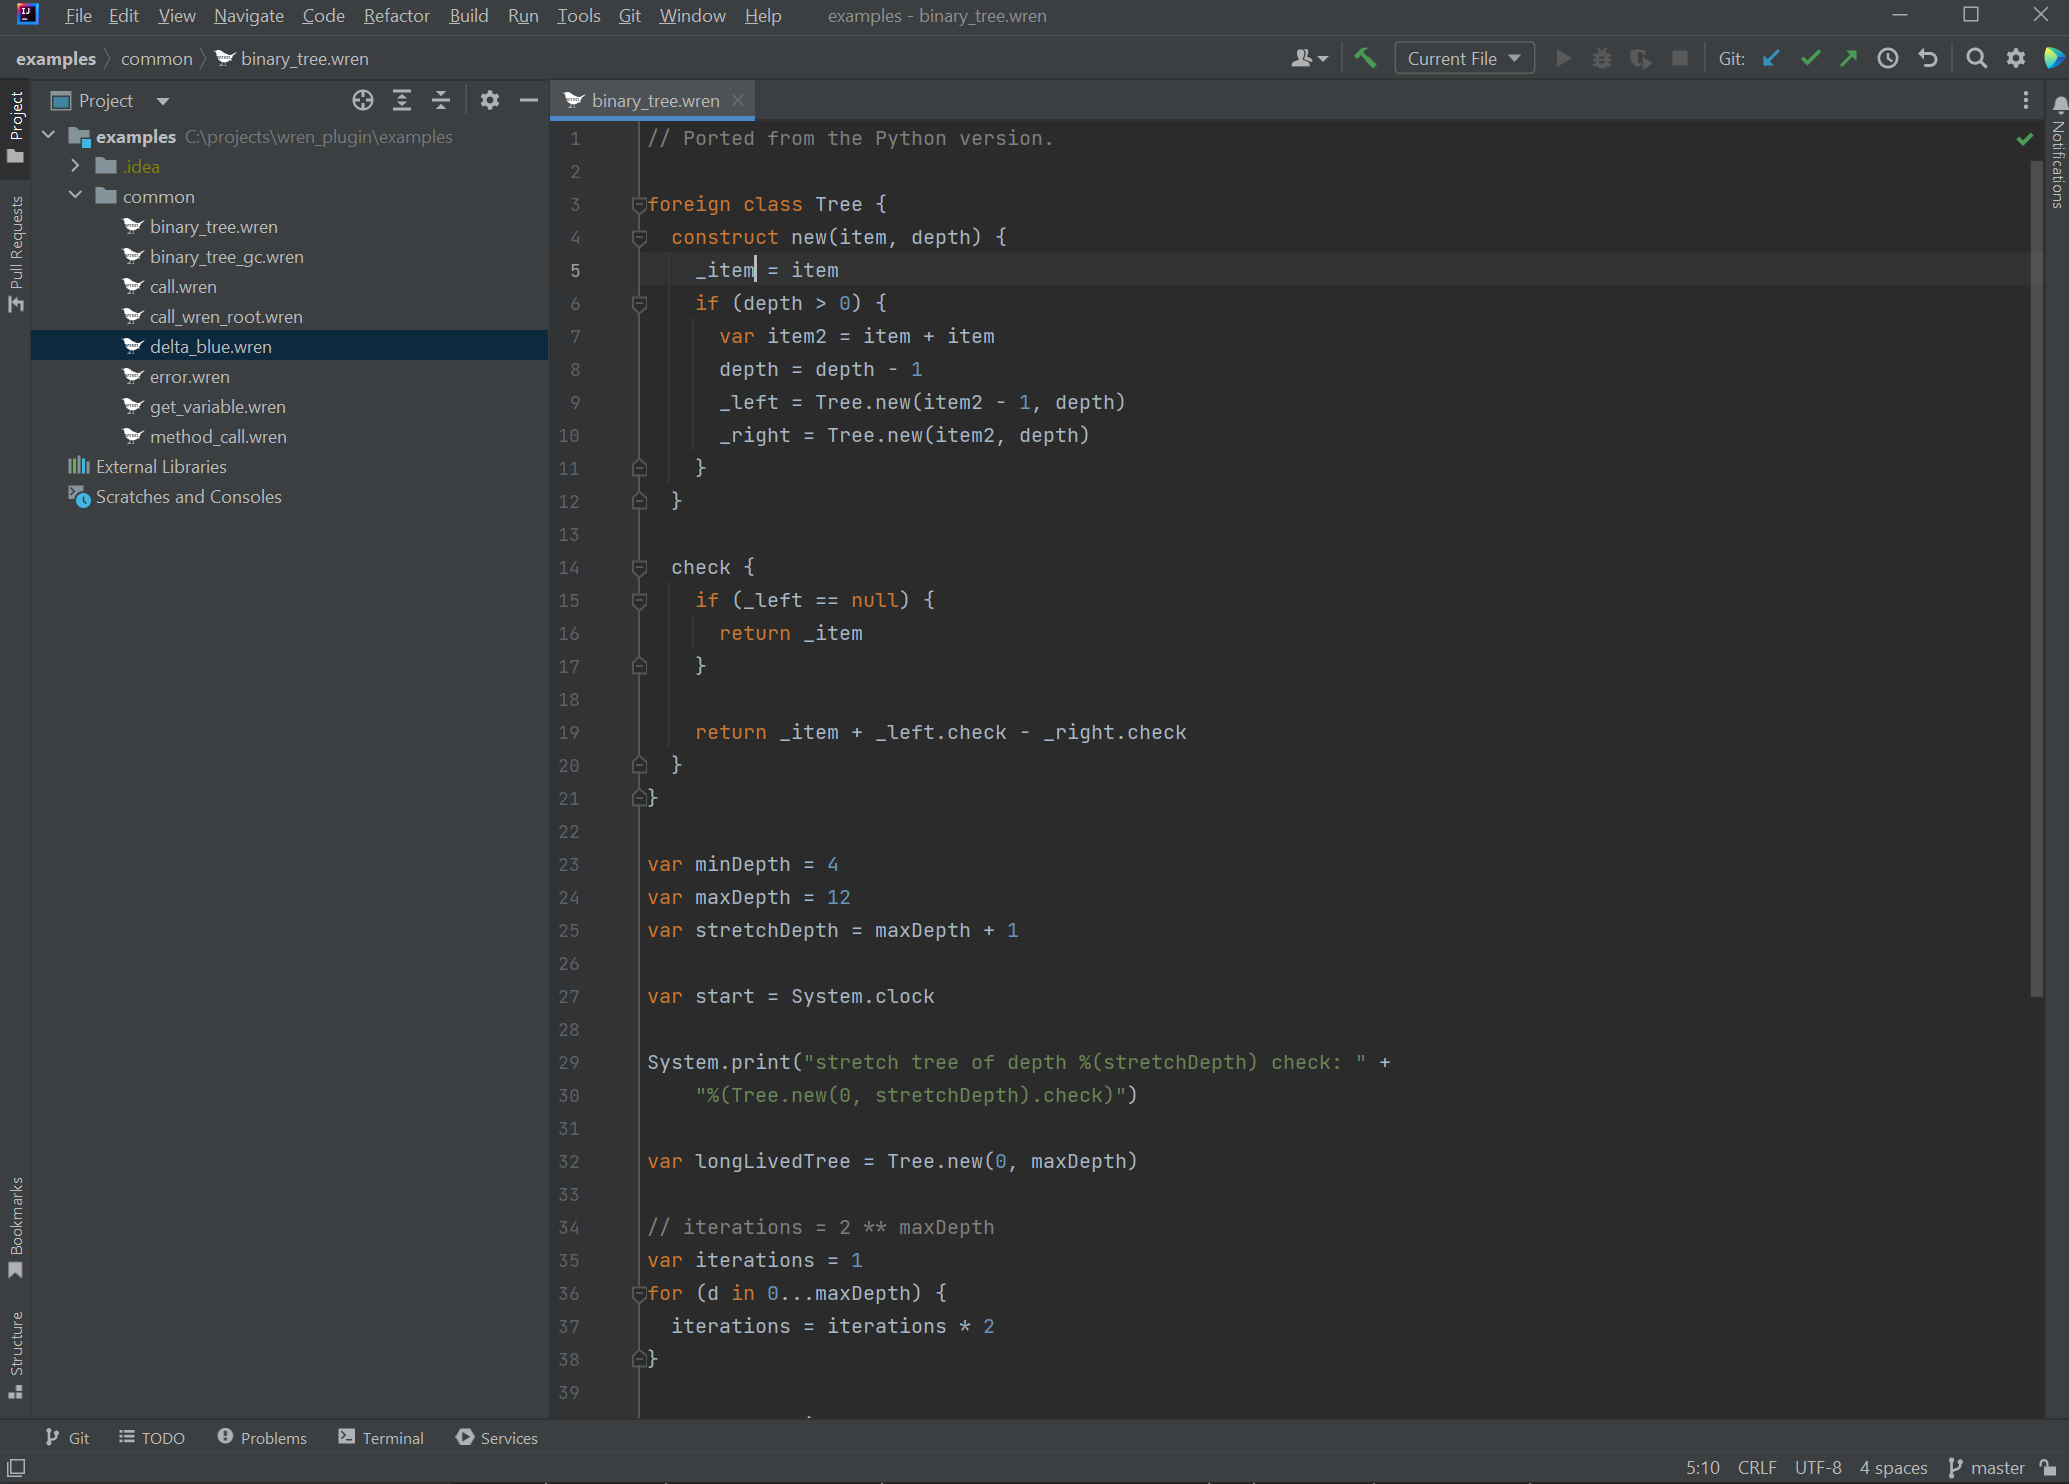 File Edit View Navigate Code Refactor Build Run Tools Git Window Help examples - binary_tree.wren
examples common binary_tree.wren Current File Git:
Project
Pull Requests
Bookmarks
Structure
Project
examples C:\projects\wren_plugin\examples
.idea
common
binary_tree.wren
binary_tree_gc.wren
call.wren
call_wren_root.wren
delta_blue.wren
error.wren
get_variable.wren
method_call.wren
External Libraries
Scratches and Consoles
binary_tree.wren
1 // Ported from the Python version.
2
3 foreign class Tree {
4   construct new(item, depth) {
5     _item = item
6     if (depth > 0) {
7       var item2 = item + item
8       depth = depth - 1
9       _left = Tree.new(item2 - 1, depth)
10       _right = Tree.new(item2, depth)
11     }
12   }
13
14   check {
15     if (_left == null) {
16       return _item
17     }
18
19     return _item + _left.check - _right.check
20   }
21 }
22
23 var minDepth = 4
24 var maxDepth = 12
25 var stretchDepth = maxDepth + 1
26
27 var start = System.clock
28
29 System.print("stretch tree of depth %(stretchDepth) check: " +
30     "%(Tree.new(0, stretchDepth).check)")
31
32 var longLivedTree = Tree.new(0, maxDepth)
33
34 // iterations = 2 ** maxDepth
35 var iterations = 1
36 for (d in 0...maxDepth) {
37   iterations = iterations * 2
38 }
39
Notifications
Git TODO Problems Terminal Services
5:10 CRLF UTF-8 4 spaces master